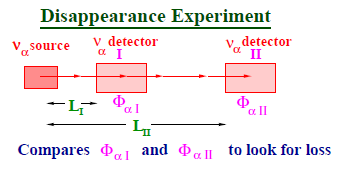 Disappearance Experiment
να source να detector να detector
I II
ΦαI ΦαII
LI
LII
Compares ΦαI and ΦαII to look for loss